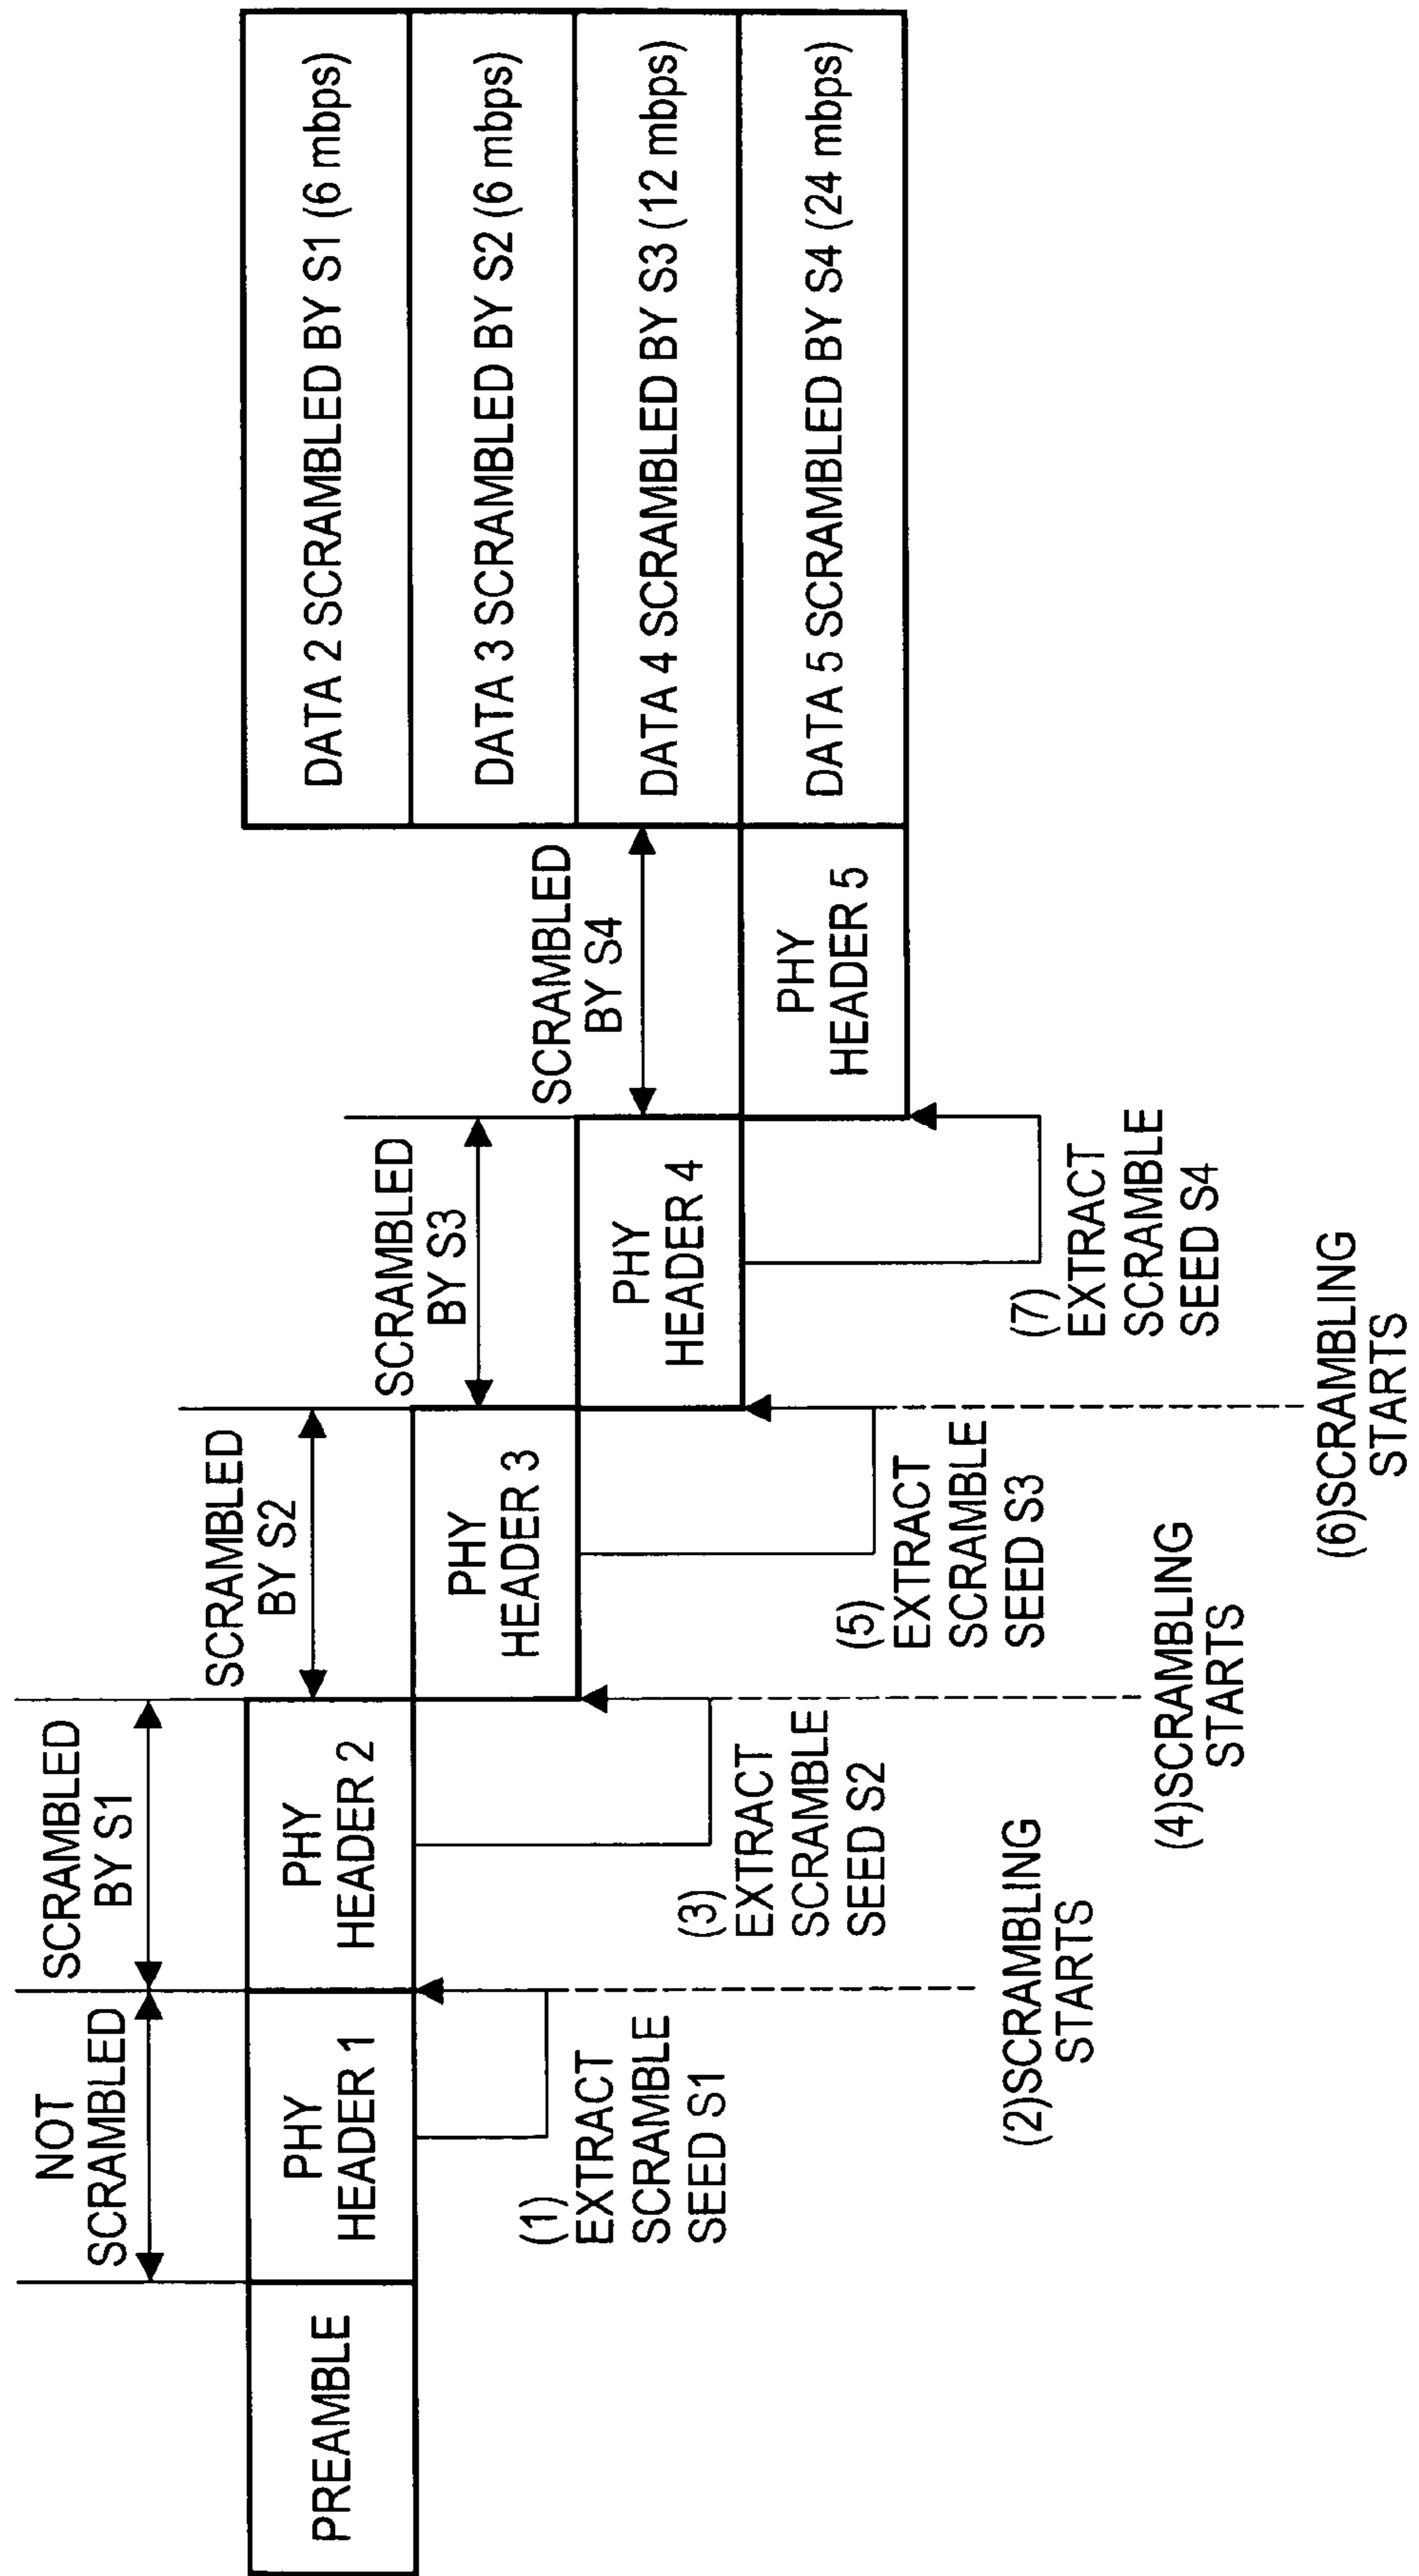 NOT
SCRAMBLED
SCRAMBLED
BY S1
SCRAMBLED
BY S2
SCRAMBLED
BY S3
SCRAMBLED
BY S4
PREAMBLE
PHY
HEADER 1
PHY
HEADER 2
PHY
HEADER 3
PHY
HEADER 4
PHY
HEADER 5
DATA 2 SCRAMBLED BY S1 (6 mbps)
DATA 3 SCRAMBLED BY S2 (6 mbps)
DATA 4 SCRAMBLED BY S3 (12 mbps)
DATA 5 SCRAMBLED BY S4 (24 mbps)
(1)
EXTRACT
SCRAMBLE
SEED S1
(2)SCRAMBLING
STARTS
(3)
EXTRACT
SCRAMBLE
SEED S2
(4)SCRAMBLING
STARTS
(5)
EXTRACT
SCRAMBLE
SEED S3
(6)SCRAMBLING
STARTS
(7)
EXTRACT
SCRAMBLE
SEED S4